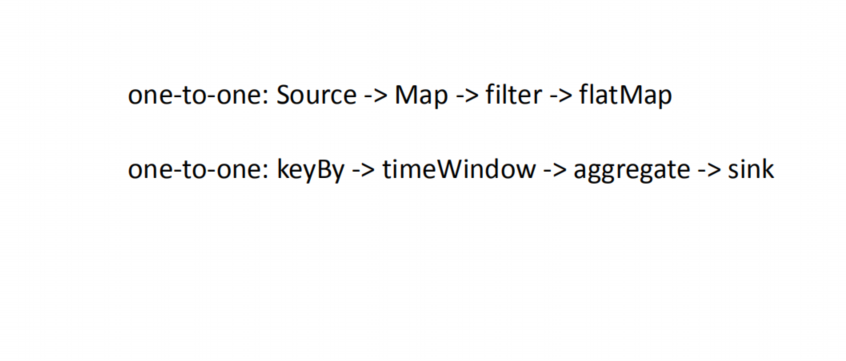 one-to-one: Source -> Map -> filter -> flatMap
one-to-one: keyBy -> timeWindow -> aggregate -> sink